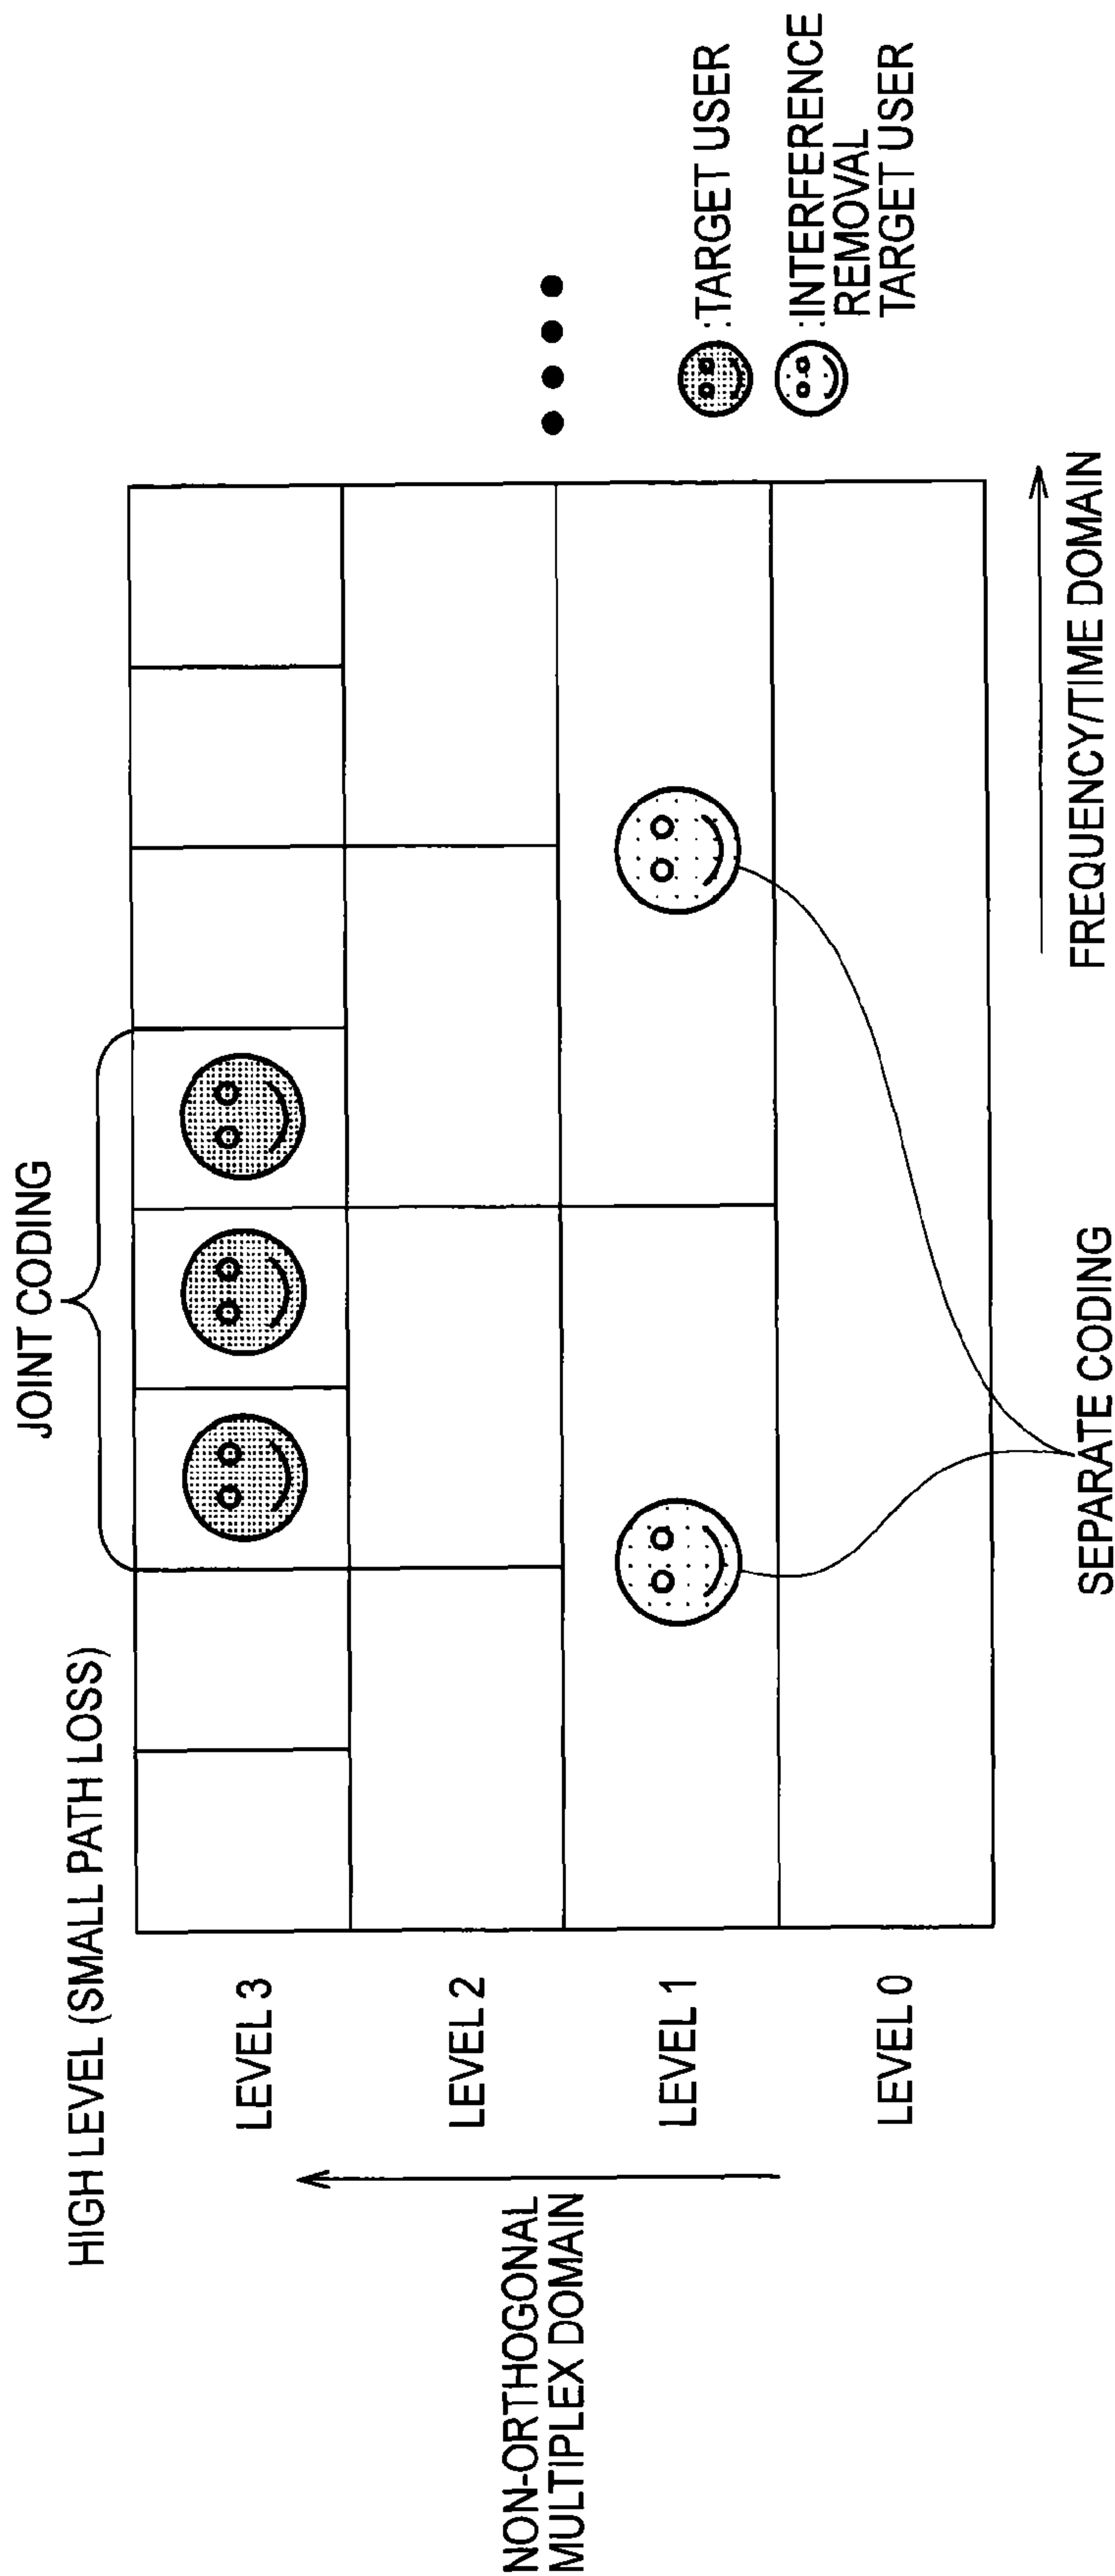 JOINT CODING
HIGH LEVEL (SMALL PATH LOSS)
LEVEL 3
LEVEL 2
LEVEL 1
LEVEL 0
NON-ORTHOGONAL
MULTIPLEX DOMAIN
:TARGET USER
:INTERFERENCE
REMOVAL
TARGET USER
FREQUENCY/TIME DOMAIN
SEPARATE CODING